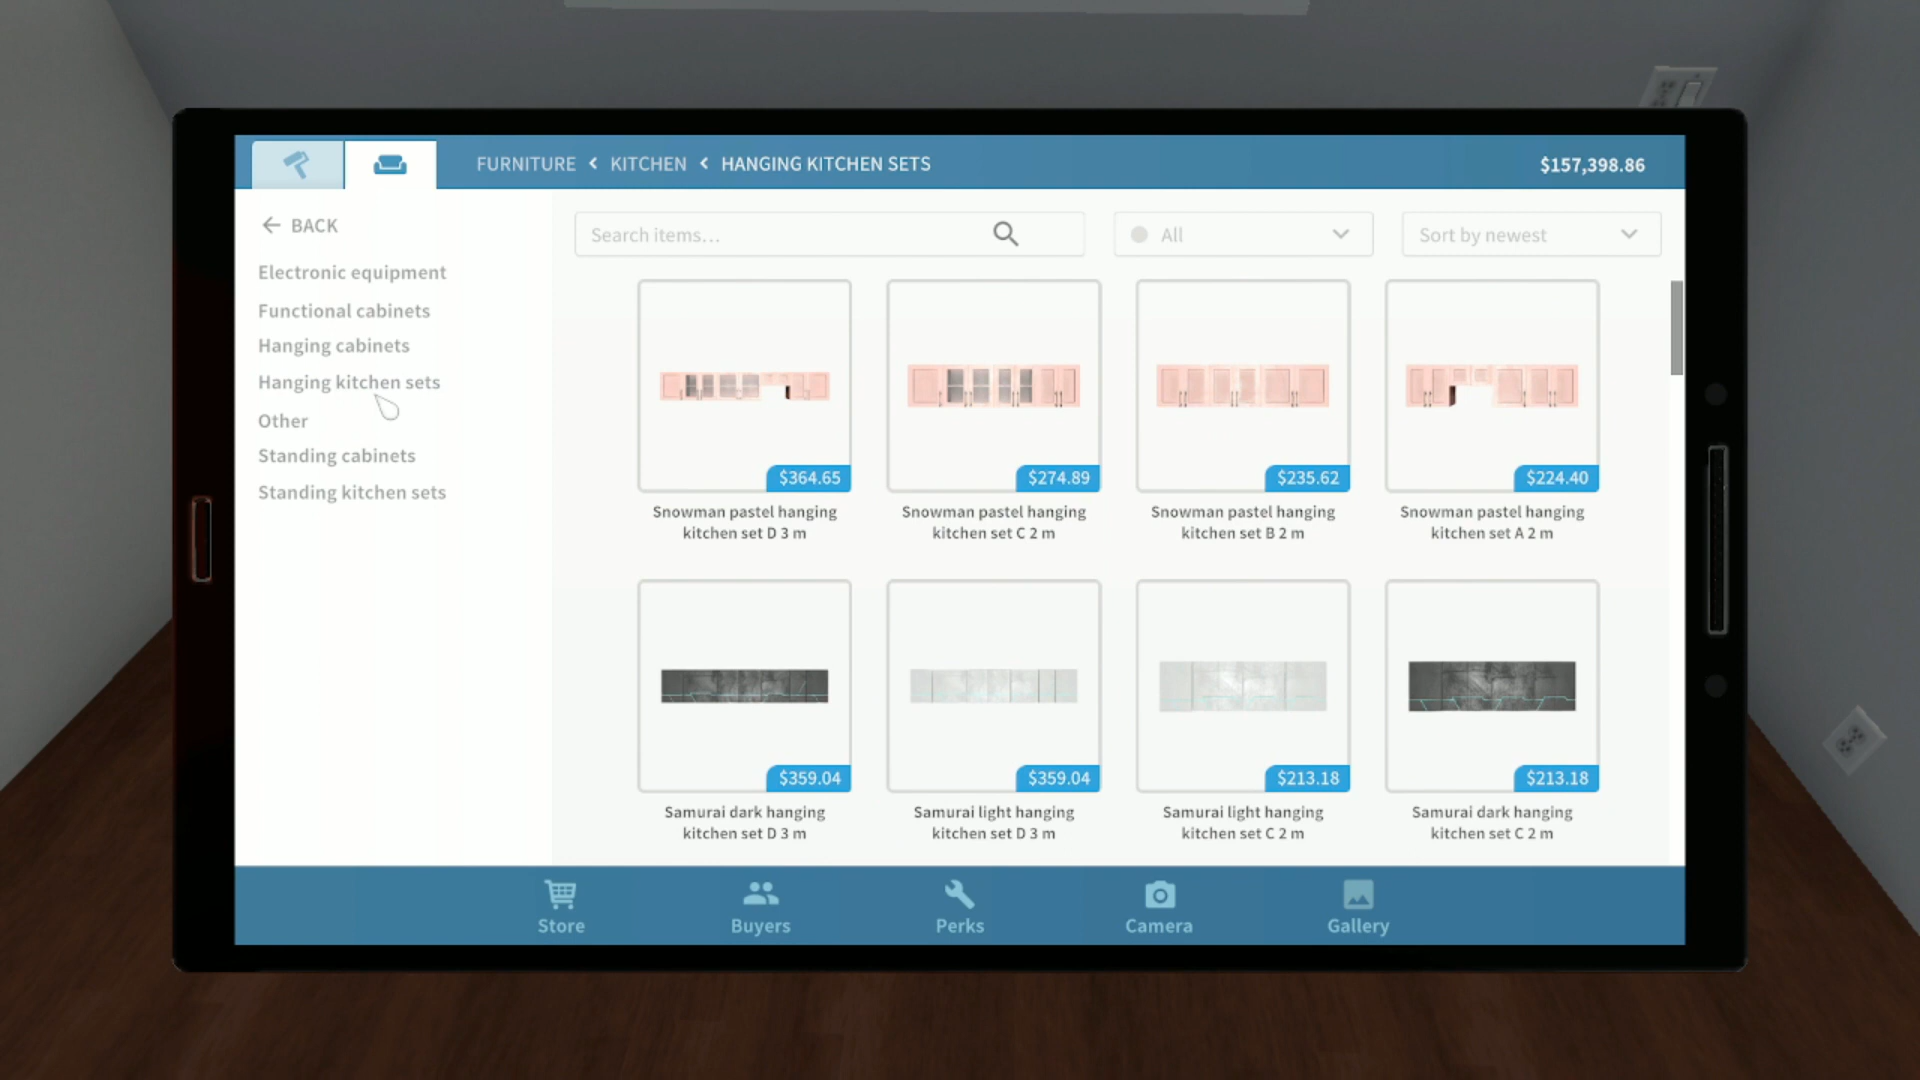 FURNITURE < KITCHEN < HANGING KITCHEN SETS
$157,398.86
BACK
Electronic equipment
Functional cabinets
Hanging cabinets
Hanging kitchen sets
Other
Standing cabinets
Standing kitchen sets
Search items...
All
Sort by newest
$364.65
$274.89
$235.62
$224.40
Snowman pastel hanging
kitchen set D 3 m
Snowman pastel hanging
kitchen set C 2 m
Snowman pastel hanging
kitchen set B 2 m
Snowman pastel hanging
kitchen set A 2 m
$359.04
$359.04
$213.18
$213.18
Samurai dark hanging
kitchen set D 3 m
Samurai light hanging
kitchen set D 3 m
Samurai light hanging
kitchen set C 2 m
Samurai dark hanging
kitchen set C 2 m
Store
Buyers
Perks
Camera
Gallery